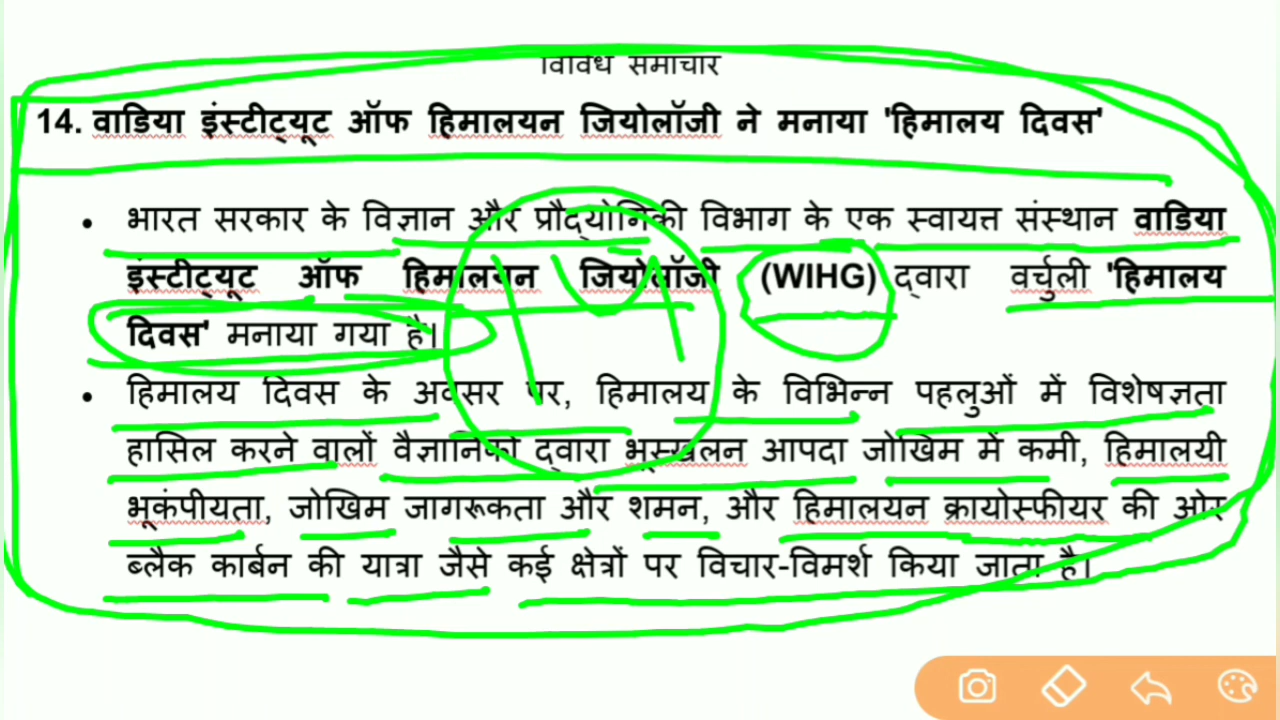 विविध समाचार
14. वाडिया इंस्टीट्यूट ऑफ हिमालयन जियोलॉजी ने मनाया 'हिमालय दिवस'
• भारत सरकार के विज्ञान और प्रौद्योगिकी विभाग के एक स्वायत्त संस्थान वाडिया
इंस्टीट्यूट ऑफ हिमालयन जियोलॉजी (WIHG) द्वारा वर्चुली 'हिमालय
दिवस' मनाया गया है।
• हिमालय दिवस के अवसर पर, हिमालय के विभिन्न पहलुओं में विशेषज्ञता
हासिल करने वालों वैज्ञानिकों द्वारा भूस्खलन आपदा जोखिम में कमी, हिमालयी
भूकंपीयता, जोखिम जागरूकता और शमन, और हिमालयन क्रायोस्फीयर की ओर
ब्लैक कार्बन की यात्रा जैसे कई क्षेत्रों पर विचार-विमर्श किया जाता है।